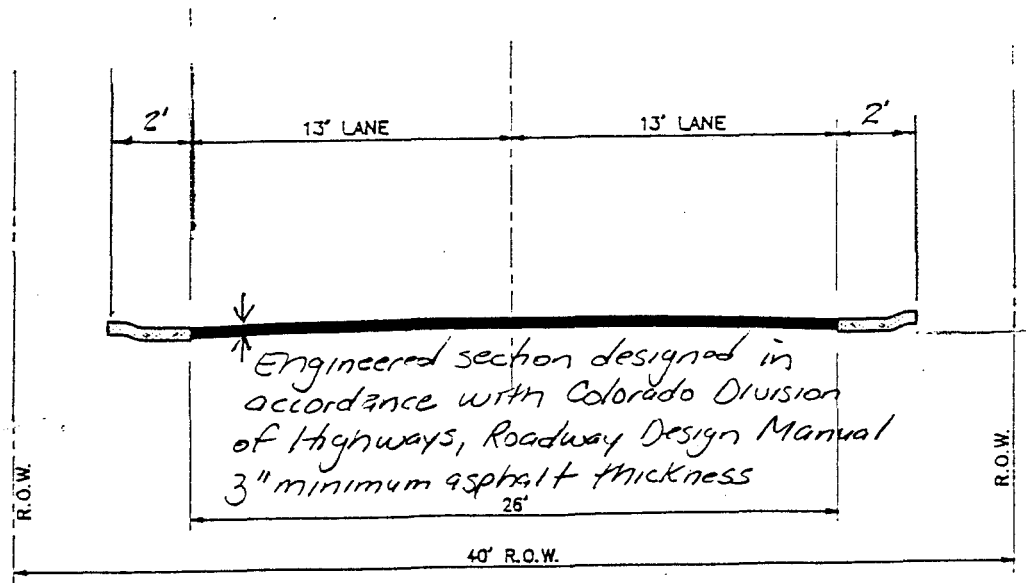 2'
13' LANE
13' LANE
2'
Engineered section designed in
accordance with Colorado Division
of Highways, Roadway Design Manual
3" minimum asphalt thickness
R.O.W.
R.O.W.
26'
40' R.O.W.